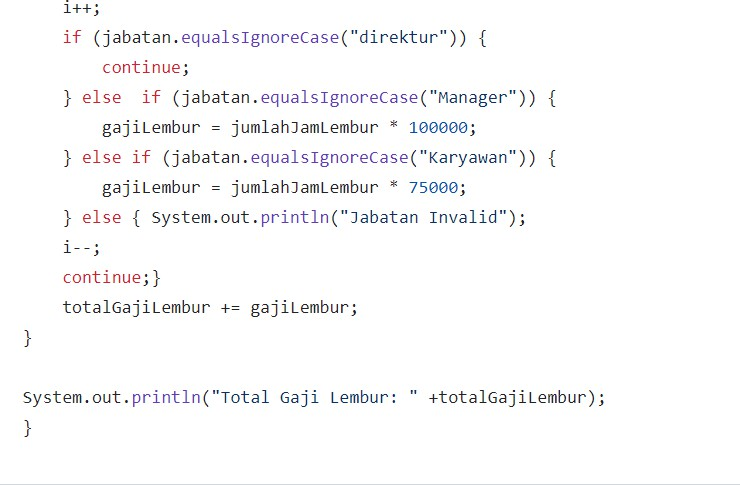 i++;
if (jabatan.equalsIgnoreCase("direktur")) {
continue;
} else  if (jabatan.equalsIgnoreCase("Manager")) {
gajiLembur = jumlahJamLembur * 100000;
} else if (jabatan.equalsIgnoreCase("Karyawan")) {
gajiLembur = jumlahJamLembur * 75000;
} else { System.out.println("Jabatan Invalid");
i--;
continue;}
totalGajiLembur += gajiLembur;
}
System.out.println("Total Gaji Lembur: " +totalGajiLembur);
}